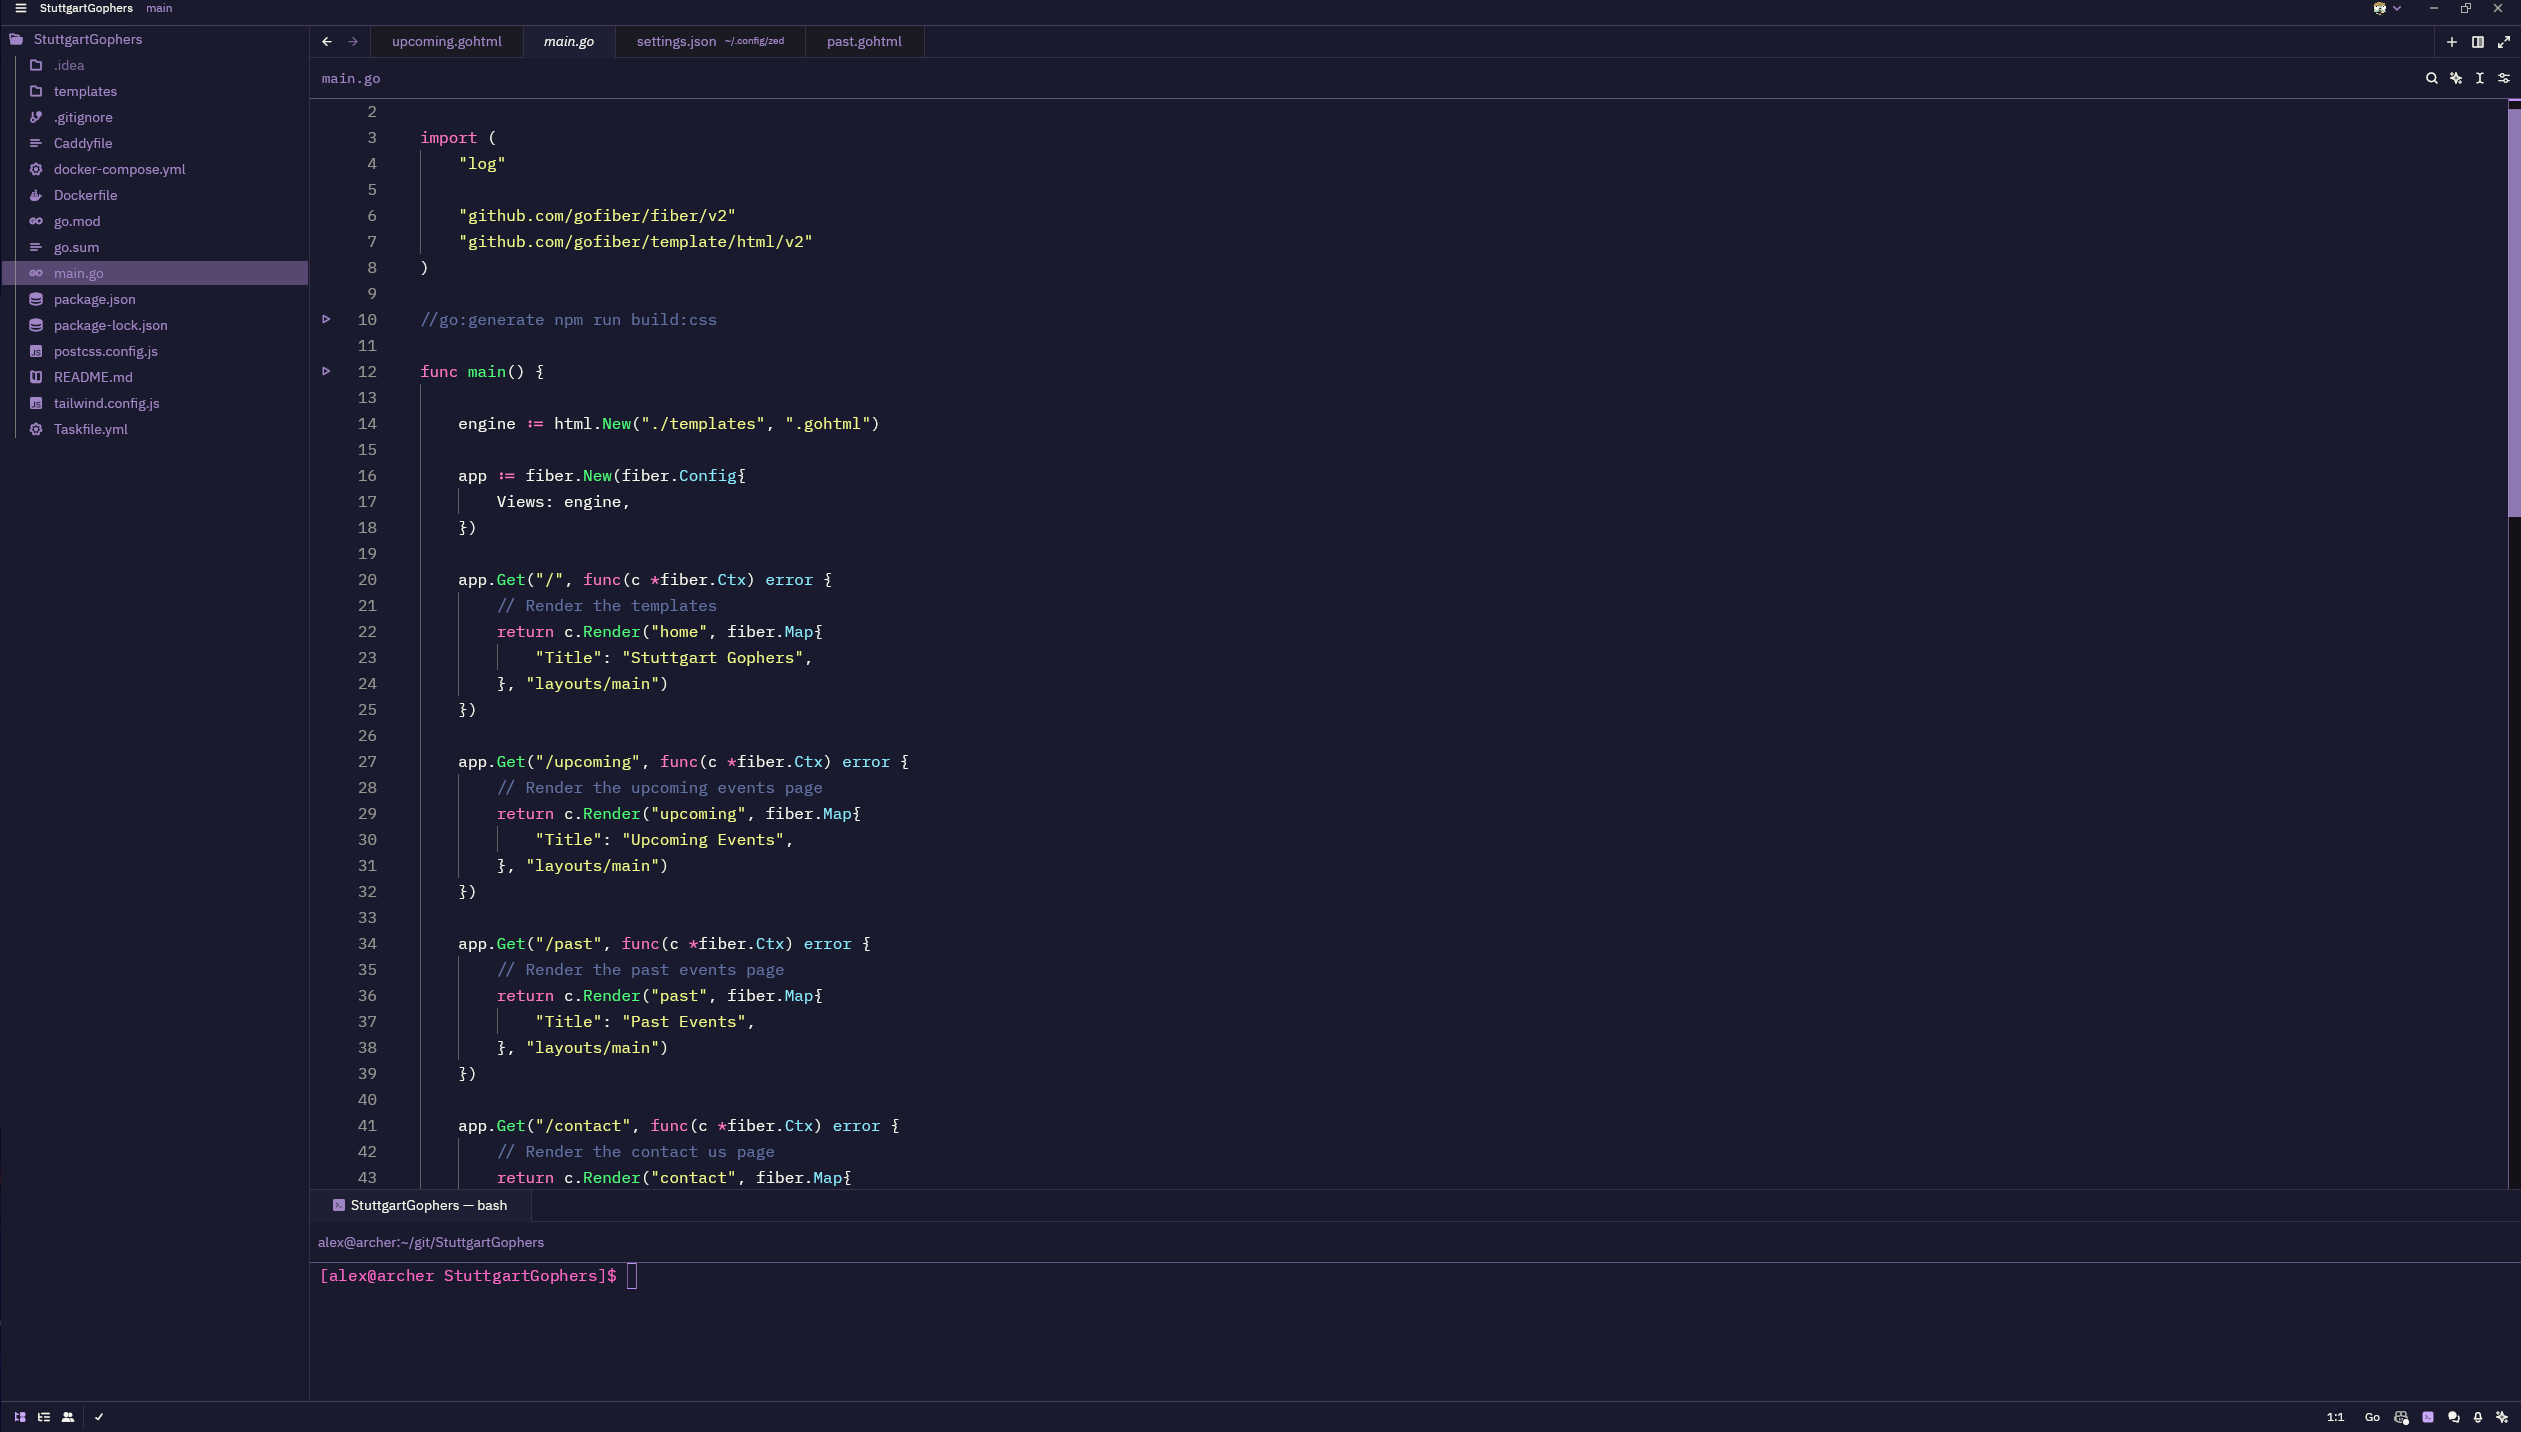 StuttgartGophers main
StuttgartGophers
.idea
templates
.gitignore
Caddyfile
docker-compose.yml
Dockerfile
go.mod
go.sum
main.go
package.json
package-lock.json
postcss.config.js
README.md
tailwind.config.js
Taskfile.yml
upcoming.gohtml main.go settings.json ~/.config/zed past.gohtml
main.go
2
3 import (
4 "log"
5
6 "github.com/gofiber/fiber/v2"
7 "github.com/gofiber/template/html/v2"
8 )
9
10 //go:generate npm run build:css
11
12 func main() {
13
14 engine := html.New("./templates", ".gohtml")
15
16 app := fiber.New(fiber.Config{
17 Views: engine,
18 })
19
20 app.Get("/", func(c *fiber.Ctx) error {
21 // Render the templates
22 return c.Render("home", fiber.Map{
23 "Title": "Stuttgart Gophers",
24 }, "layouts/main")
25 })
26
27 app.Get("/upcoming", func(c *fiber.Ctx) error {
28 // Render the upcoming events page
29 return c.Render("upcoming", fiber.Map{
30 "Title": "Upcoming Events",
31 }, "layouts/main")
32 })
33
34 app.Get("/past", func(c *fiber.Ctx) error {
35 // Render the past events page
36 return c.Render("past", fiber.Map{
37 "Title": "Past Events",
38 }, "layouts/main")
39 })
40
41 app.Get("/contact", func(c *fiber.Ctx) error {
42 // Render the contact us page
43 return c.Render("contact", fiber.Map{
StuttgartGophers — bash
alex@archer:~/git/StuttgartGophers
[alex@archer StuttgartGophers]$
1:1 Go